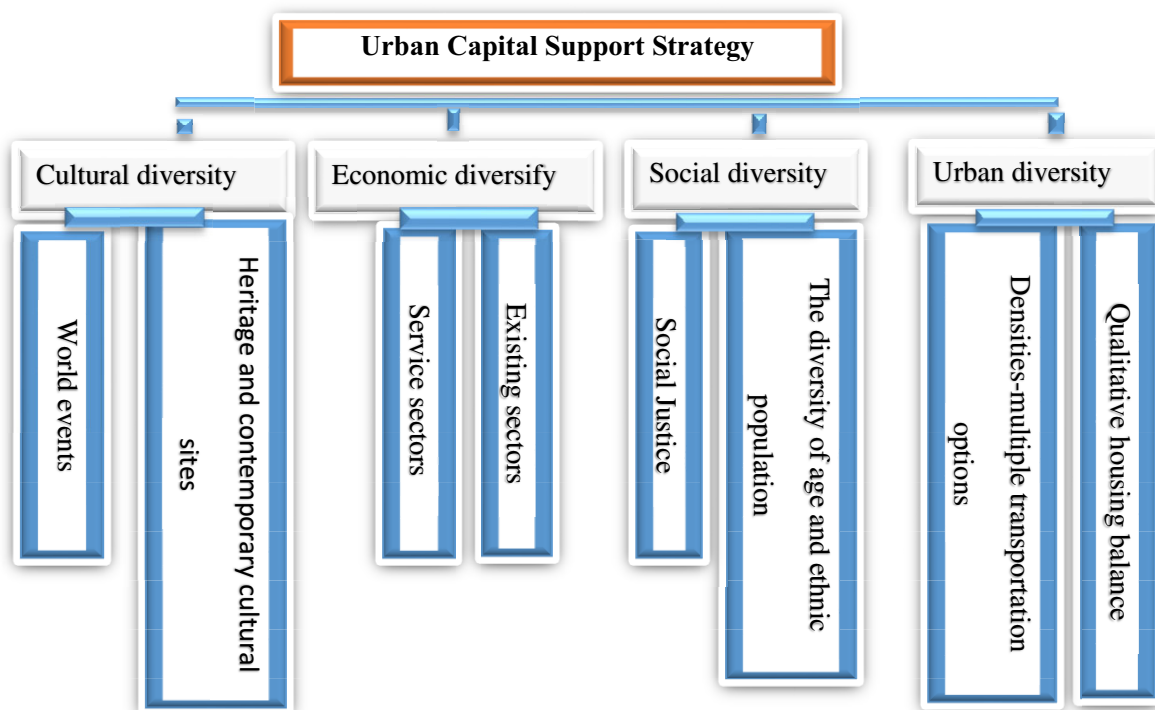 Urban Capital Support Strategy
Cultural diversity
Economic diversify
Social diversity
Urban diversity
World events
Heritage and contemporary cultural
sites
Service sectors
Existing sectors
Social Justice
The diversity of age and ethnic
population
Densities-multiple transportation
options
Qualitative housing balance